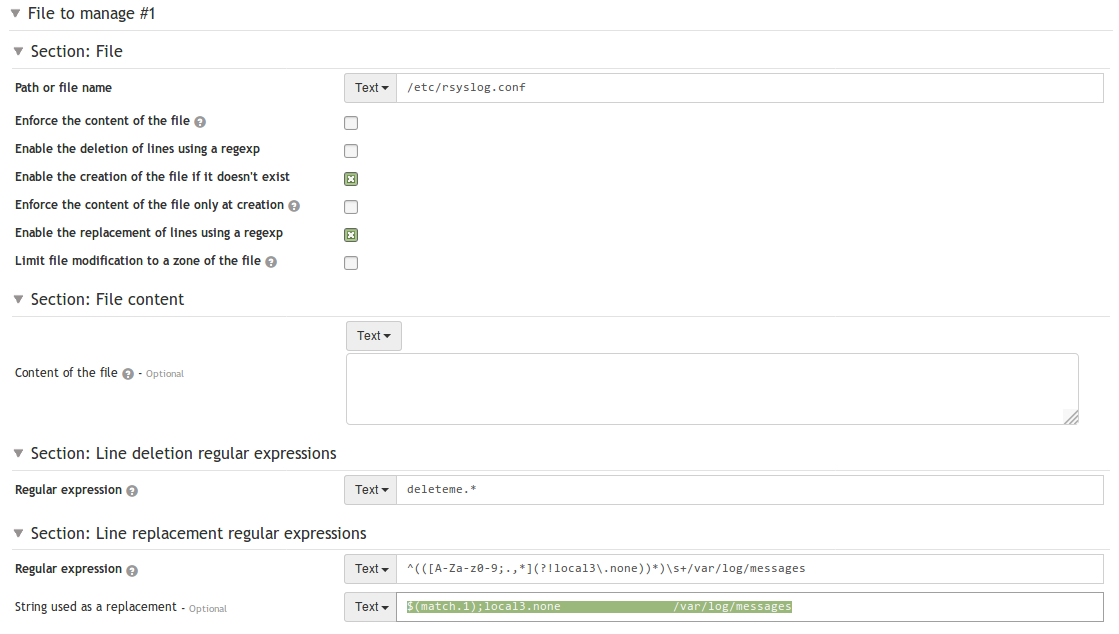 File to manage #1
Section: File
Path or file name Text /etc/rsyslog.conf
Enforce the content of the file ?
Enable the deletion of lines using a regexp
Enable the creation of the file if it doesn't exist
Enforce the content of the file only at creation ?
Enable the replacement of lines using a regexp
Limit file modification to a zone of the file ?
Section: File content
Text
Content of the file ? - Optional
Section: Line deletion regular expressions
Regular expression ? Text deleteme.*
Section: Line replacement regular expressions
Regular expression ? Text ^(([A-Za-z0-9;.,*](?!local3\.none))*)\s+/var/log/messages
String used as a replacement - Optional Text $(match.1);local3.none                /var/log/messages